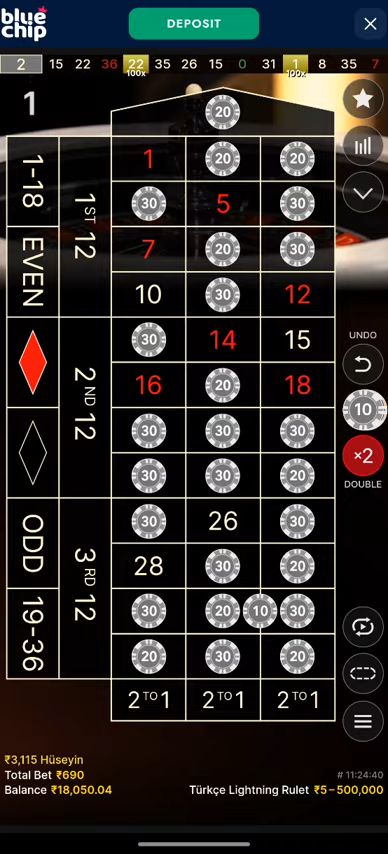 blue
chip
DEPOSIT
2 15 22 36 22 35 26 15 0 31 1 8 35 7
100x 100x
1
20
1-18 1ST 12 1 20 20
30 5 30
EVEN 7 20 30
10 30 12
2ND 12 30 14 15
UNDO
16 20 18
10
30 30 30
×2
30 30 20
DOUBLE
ODD 3RD 12 30 26 30
28 30 20
19-36 30 20 10 30
20 30 20
2 TO 1 2 TO 1 2 TO 1
₹3,115 Hüseyin
Total Bet ₹690
# 11:24:40
Balance ₹18,050.04
Türkçe Lightning Rulet ₹5 – 500,000